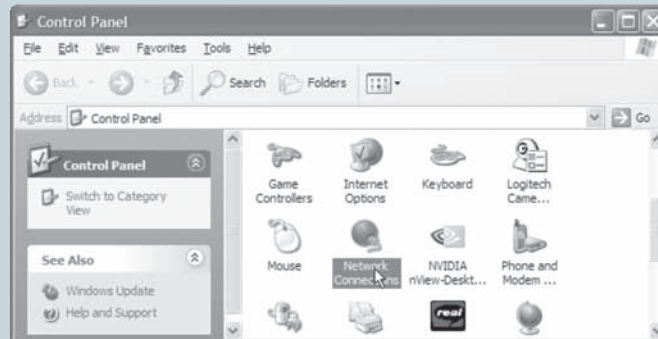 Control Panel
File Edit View Favorites Tools Help
Back Search Folders
Address Control Panel Go
Control Panel
Switch to Category
View
See Also
Windows Update
Help and Support
Game
Controllers
Internet
Options
Keyboard
Logitech
Came...
Mouse
Network
Connections
NVIDIA
nView-Deskt...
Phone and
Modem ...
real